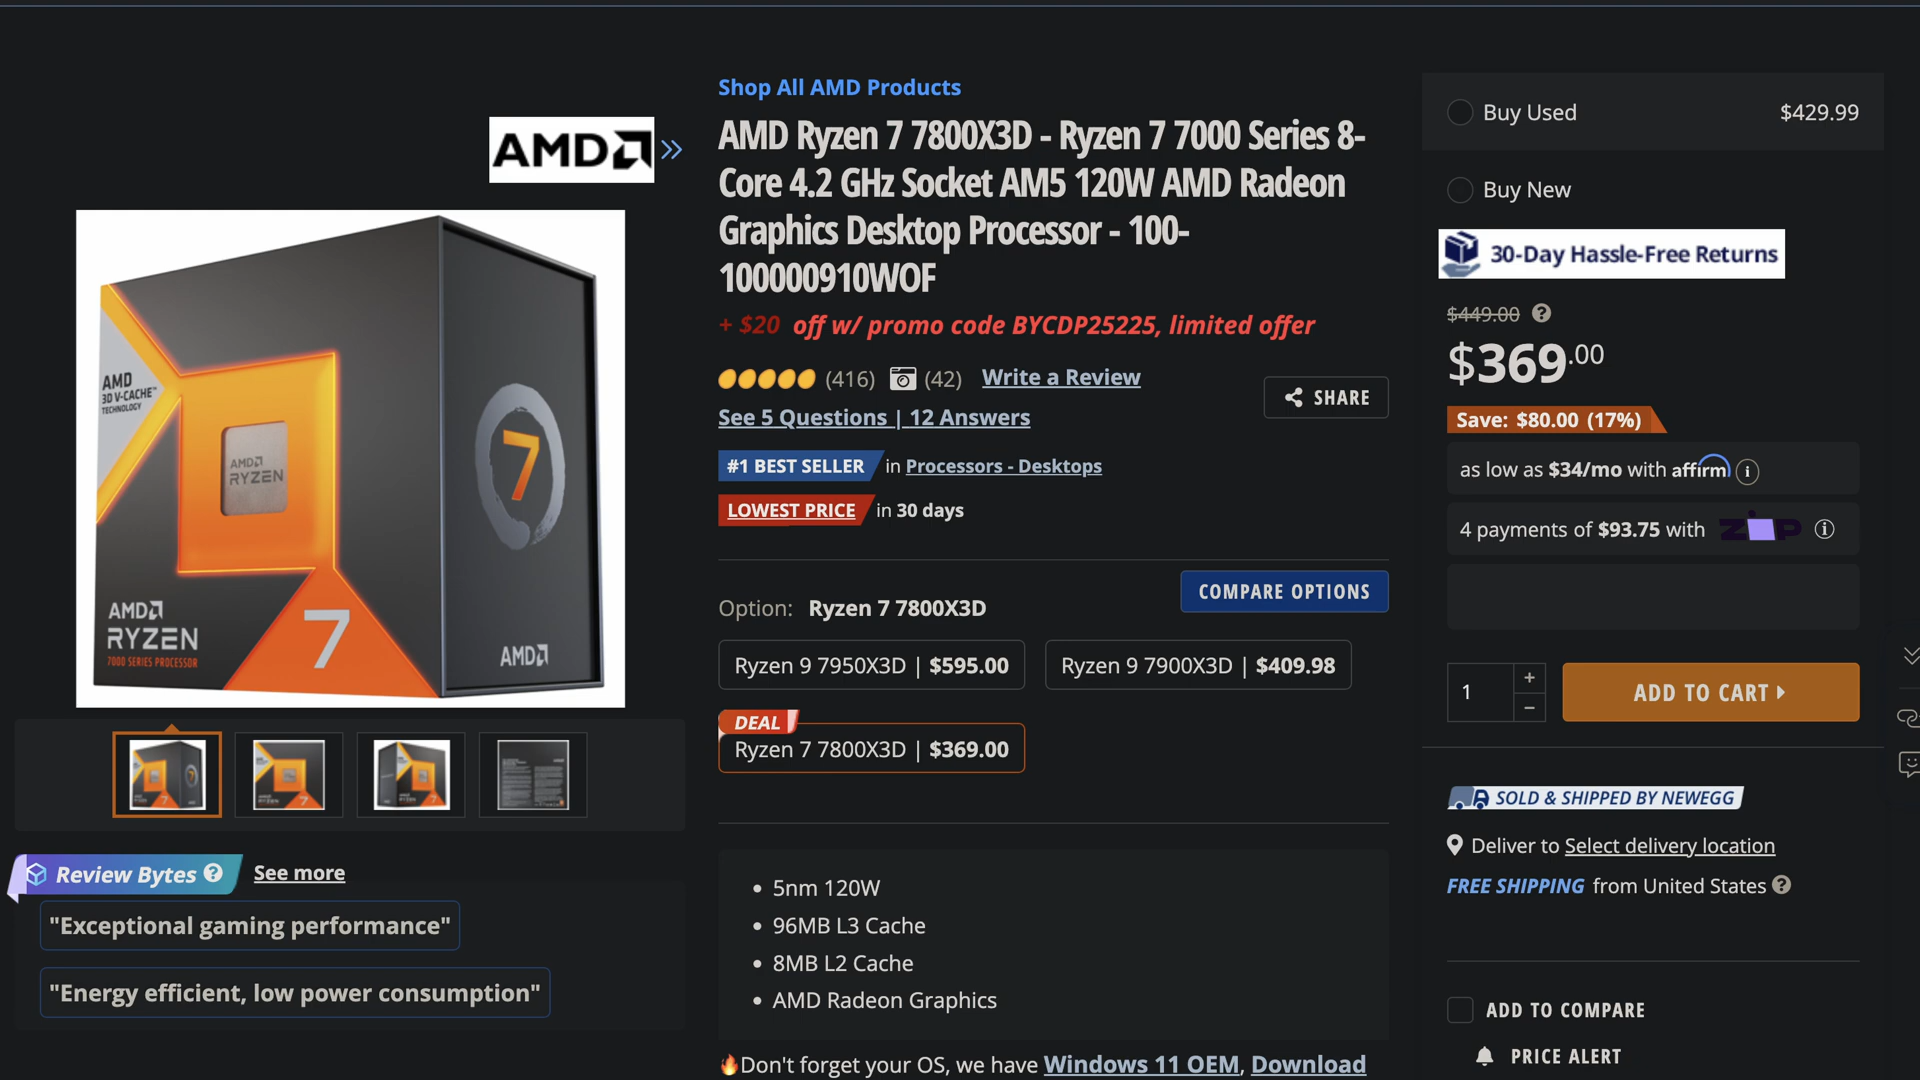 Shop All AMD Products
AMD
AMD Ryzen 7 7800X3D - Ryzen 7 7000 Series 8-
Core 4.2 GHz Socket AM5 120W AMD Radeon
Graphics Desktop Processor - 100-
100000910WOF
+ $20 off w/ promo code BYCDP25225, limited offer
(416) (42) Write a Review
See 5 Questions | 12 Answers
SHARE
#1 BEST SELLER in Processors - Desktops
LOWEST PRICE in 30 days
AMD
3D V-CACHE™
TECHNOLOGY
AMD
RYZEN
7
AMD
RYZEN
7000 SERIES PROCESSOR
7
AMD
Option: Ryzen 7 7800X3D
COMPARE OPTIONS
Ryzen 9 7950X3D | $595.00
Ryzen 9 7900X3D | $409.98
DEAL
Ryzen 7 7800X3D | $369.00
Review Bytes ? See more
"Exceptional gaming performance"
"Energy efficient, low power consumption"
• 5nm 120W
• 96MB L3 Cache
• 8MB L2 Cache
• AMD Radeon Graphics
🔥Don't forget your OS, we have Windows 11 OEM, Download
Buy Used $429.99
Buy New
30-Day Hassle-Free Returns
$449.00 ?
$369.00
Save: $80.00 (17%)
as low as $34/mo with affirm i
4 payments of $93.75 with ZIP i
1 + −
ADD TO CART
SOLD & SHIPPED BY NEWEGG
Deliver to Select delivery location
FREE SHIPPING from United States ?
ADD TO COMPARE
PRICE ALERT